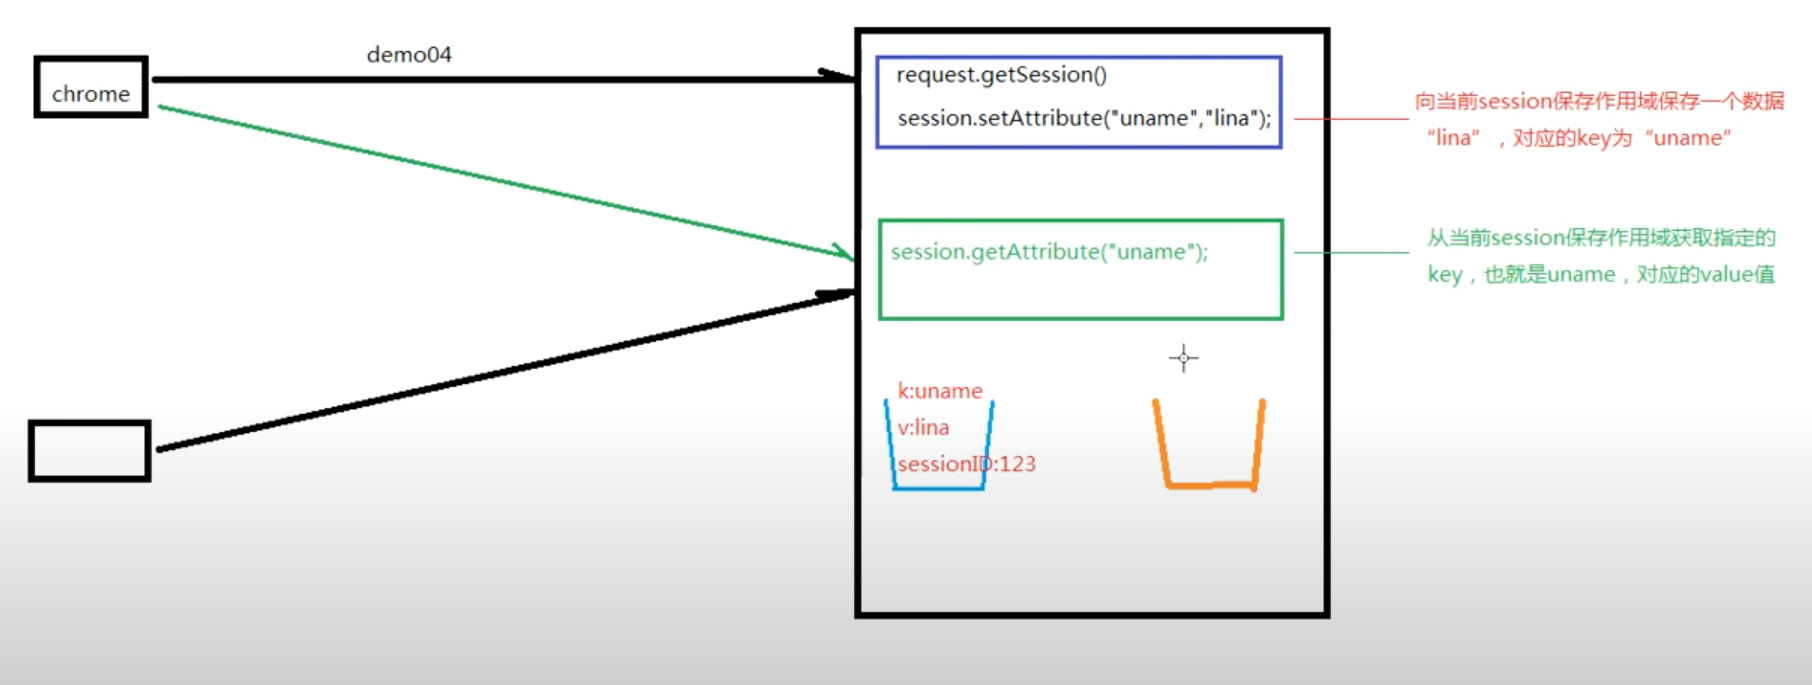 demo04
chrome
request.getSession()
session.setAttribute("uname","lina");
向当前session保存作用域保存一个数据
“lina”，对应的key为“uname”
session.getAttribute("uname");
从当前session保存作用域获取指定的
key，也就是uname，对应的value值
k:uname
v:lina
sessionID:123